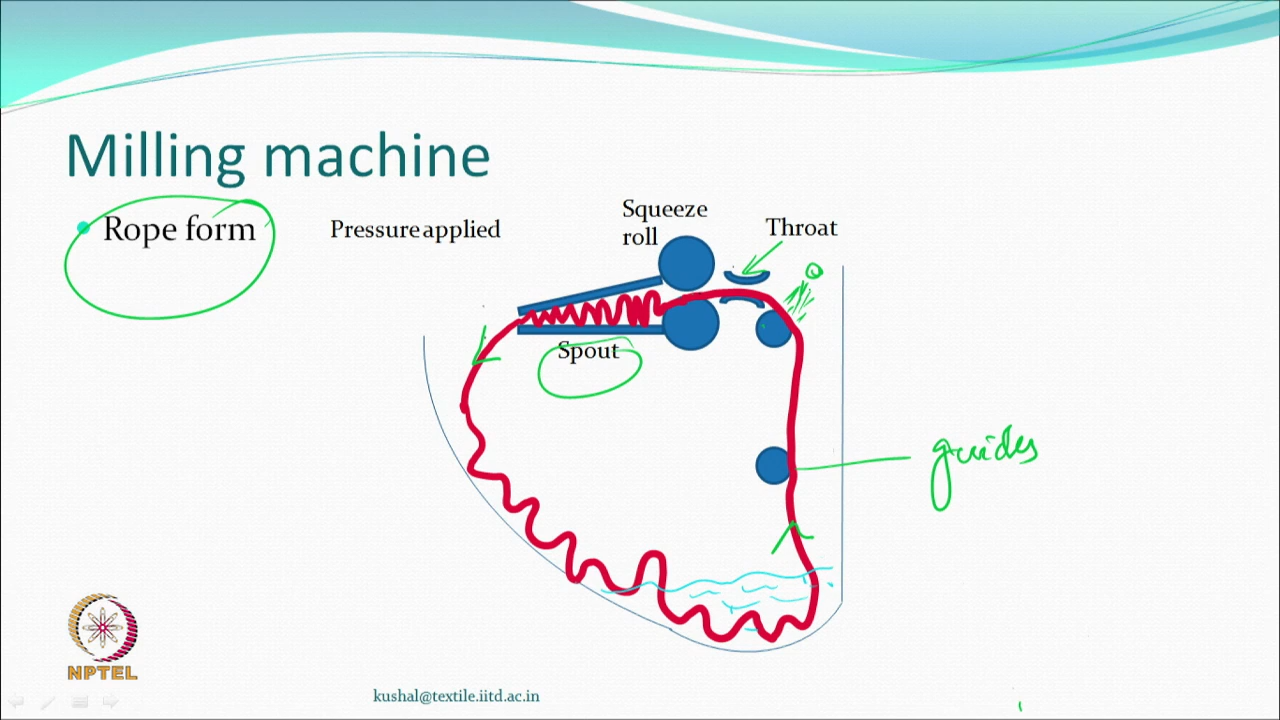 Milling machine
Rope form
Pressure applied
Squeeze
roll
Throat
Spout
guides
NPTEL
kushal@textile.iitd.ac.in